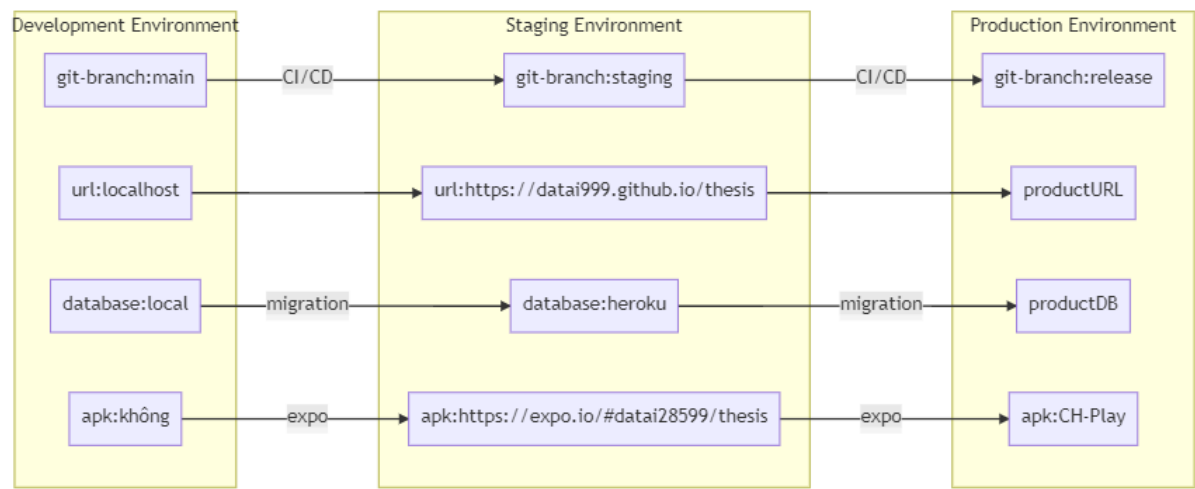 Development Environment
Staging Environment
Production Environment
git-branch:main
CI/CD
git-branch:staging
CI/CD
git-branch:release
url:localhost
url:https://datai999.github.io/thesis
productURL
database:local
migration
database:heroku
migration
productDB
apk:không
expo
apk:https://expo.io/#datai28599/thesis
expo
apk:CH-Play